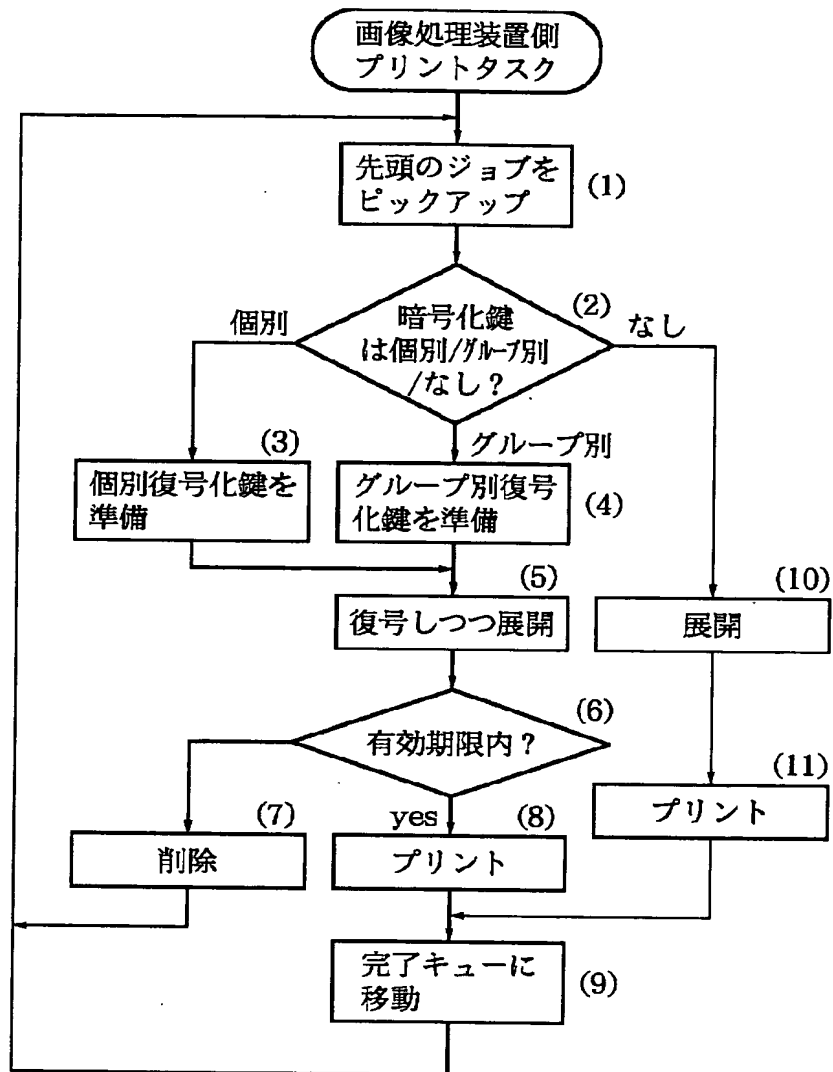 画像処理装置側
プリントタスク
先頭のジョブを
ピックアップ
(1)
(2)
暗号化鍵
は個別/グループ別
/なし？
個別
なし
グループ別
(3)
個別復号化鍵を
準備
グループ別復号
化鍵を準備
(4)
(5)
復号しつつ展開
(10)
展開
(6)
有効期限内？
(11)
プリント
(7)
削除
yes
(8)
プリント
完了キューに
移動
(9)